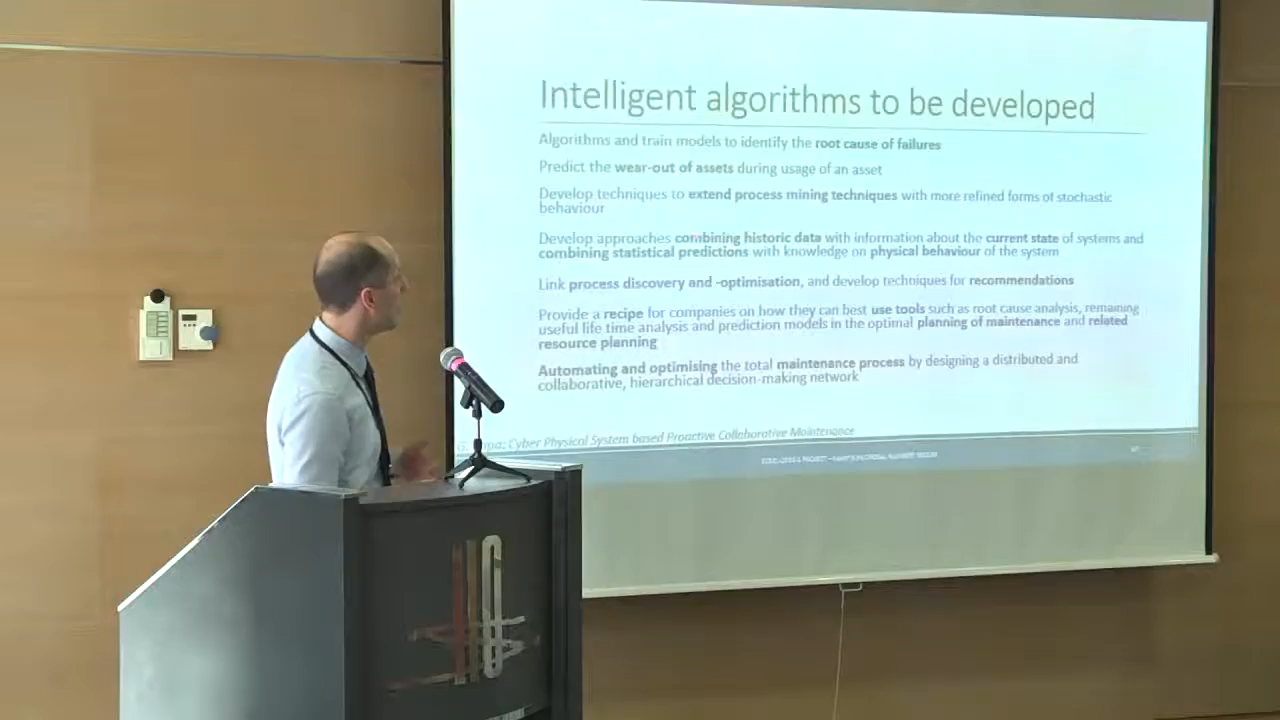 Intelligent algorithms to be developed
Algorithms and train models to identify the root cause of failures
Predict the wear-out of assets during usage of an asset
Develop techniques to extend process mining techniques with more refined forms of stochastic
behaviour
Develop approaches combining historic data with information about the current state of systems and
combining statistical predictions with knowledge on physical behaviour of the system
Link process discovery and -optimisation, and develop techniques for recommendations
Provide a recipe for companies on how they can best use tools such as root cause analysis, remaining
useful life time analysis and prediction models in the optimal planning of maintenance and related
resource planning
Automating and optimising the total maintenance process by designing a distributed and
collaborative, hierarchical decision-making network
Cyber Physical System based Proactive Collaborative Maintenance